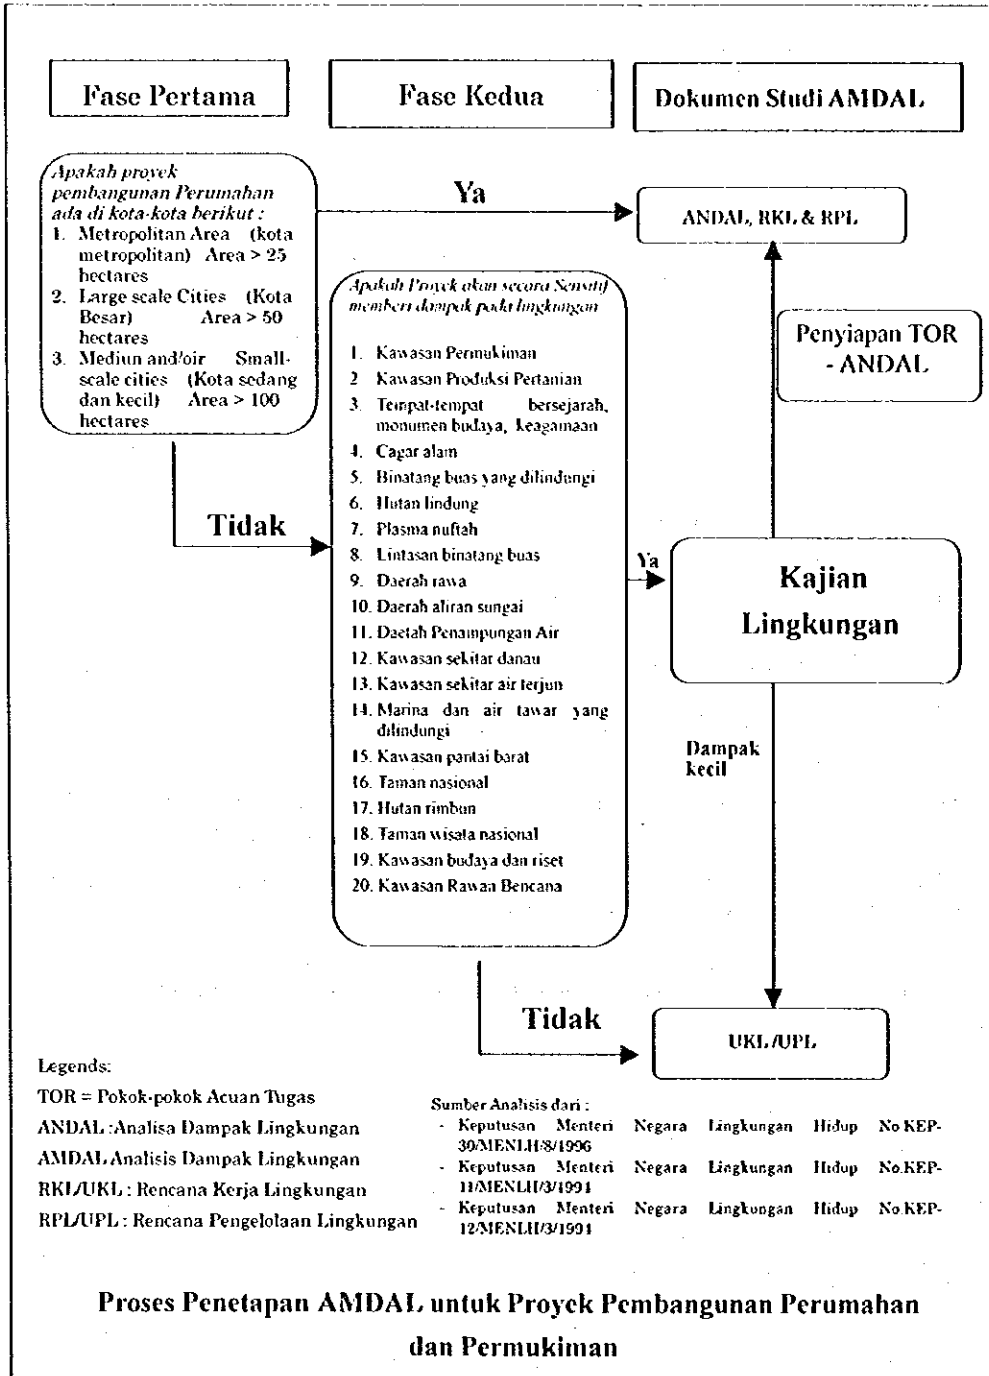 Fase Pertama
Fase Kedua
Dokumen Studi AMDAL
Apakah proyek
pembangunan Perumahan
ada di kota-kota berikut :
1. Metropolitan Area (kota
metropolitan) Area > 25
hectares
2. Large scale Cities (Kota
Besar) Area > 50
hectares
3. Mediun and/oir Small-
scale cities (Kota sedang
dan kecil) Area > 100
hectares
Ya
ANDAL, RKL & RPL
Apakah Proyek akan secara Sensitif
memberi dampak pada lingkungan
1. Kawasan Permukiman
2 Kawasan Produksi Pertanian
3. Tempat-tempat bersejarah,
monumen budaya, keagamaan
4. Cagar alam
5. Binatang buas yang dilindungi
6. Hutan lindung
7. Plasma nuftah
8. Lintasan binatang buas
9. Daerah rawa
10. Daerah aliran sungai
11. Daetah Penampungan Air
12. Kawasan sekitar danau
13. Kawasan sekitar air terjun
14. Marina dan air tawar yang
dilindungi
15. Kawasan pantai barat
16. Taman nasional
17. Hutan rimbun
18. Taman wisata nasional
19. Kawasan budaya dan riset
20. Kawasan Rawan Bencana
Penyiapan TOR
- ANDAL
Tidak
Ya
Kajian
Lingkungan
Dampak
kecil
Tidak
UKL/UPL
Legends:
TOR = Pokok-pokok Acuan Tugas
ANDAL :Analisa Dampak Lingkungan
AMDAL Analisis Dampak Lingkungan
RKL/UKL : Rencana Kerja Lingkungan
RPL/UPL : Rencana Pengelolaan Lingkungan
Sumber Analisis dari :
- Keputusan Menteri Negara Lingkungan Hidup No KEP-
39/MENLH/8/1996
- Keputusan Menteri Negara Lingkungan Hidup No.KEP-
11/MENLH/3/1994
- Keputusan Menteri Negara Lingkungan Hidup No.KEP-
12/MENLH/3/1994
Proses Penetapan AMDAL untuk Proyek Pembangunan Perumahan
dan Permukiman